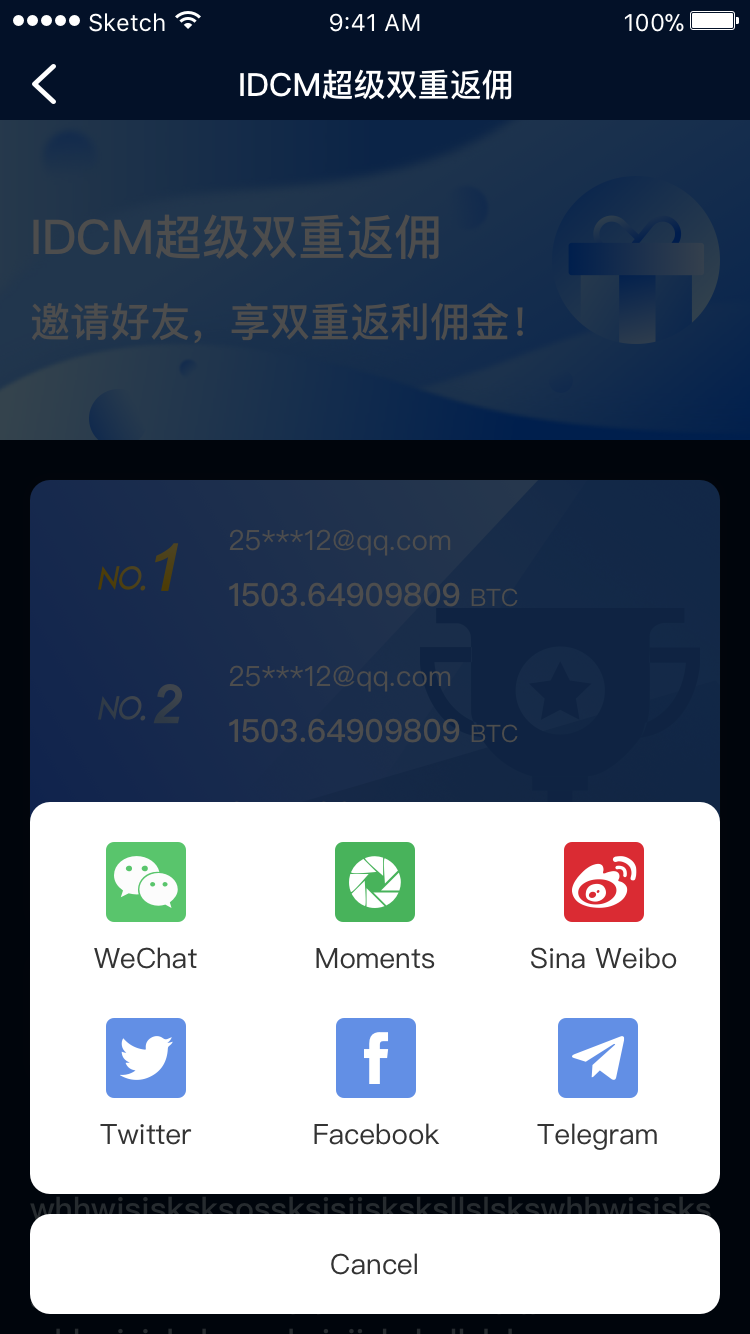 Sketch 9:41 AM 100%
IDCM超级双重返佣
IDCM超级双重返佣
邀请好友，享双重返利佣金！
25***12@qq.com
NO.1
1503.64909809 BTC
25***12@qq.com
NO.2
1503.64909809 BTC
WeChat Moments Sina Weibo
Twitter Facebook Telegram
Cancel